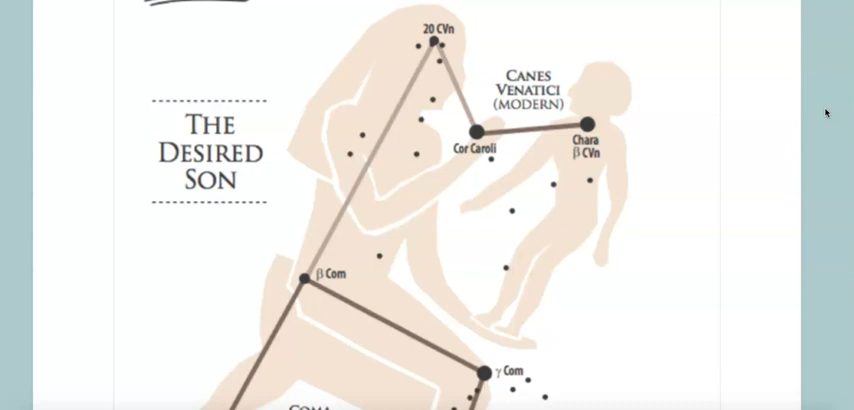 20 CVn
CANES
VENATICI
(MODERN)
THE
DESIRED
SON
Cor Caroli
Chara
β CVn
β Com
γ Com
COMA